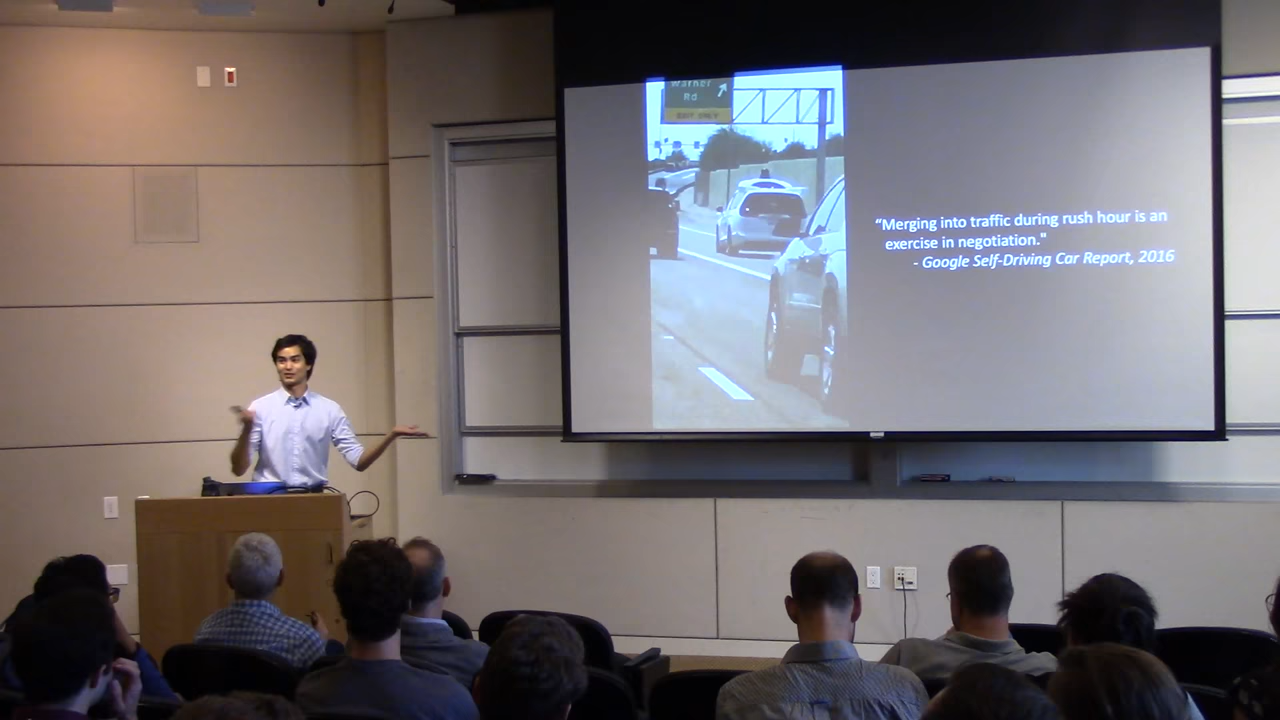 Warner
Rd
EXIT ONLY
“Merging into traffic during rush hour is an
exercise in negotiation."
- Google Self-Driving Car Report, 2016